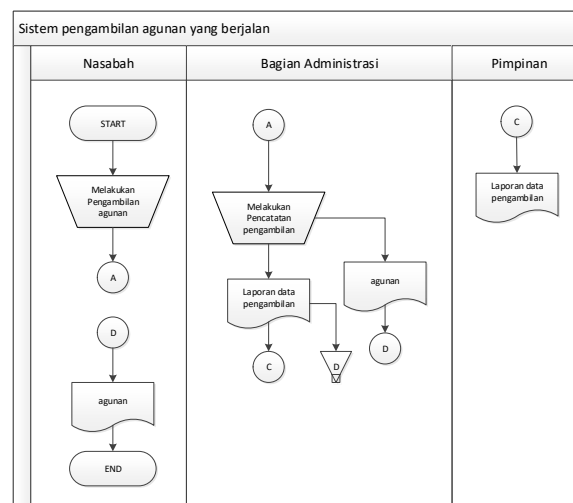 Sistem pengambilan agunan yang berjalan
Nasabah
Bagian Administrasi
Pimpinan
START
Melakukan
Pengambilan
agunan
A
D
agunan
END
A
Melakukan
Pencatatan
pengambilan
Laporan data
pengambilan
agunan
C
D
D
C
Laporan data
pengambilan